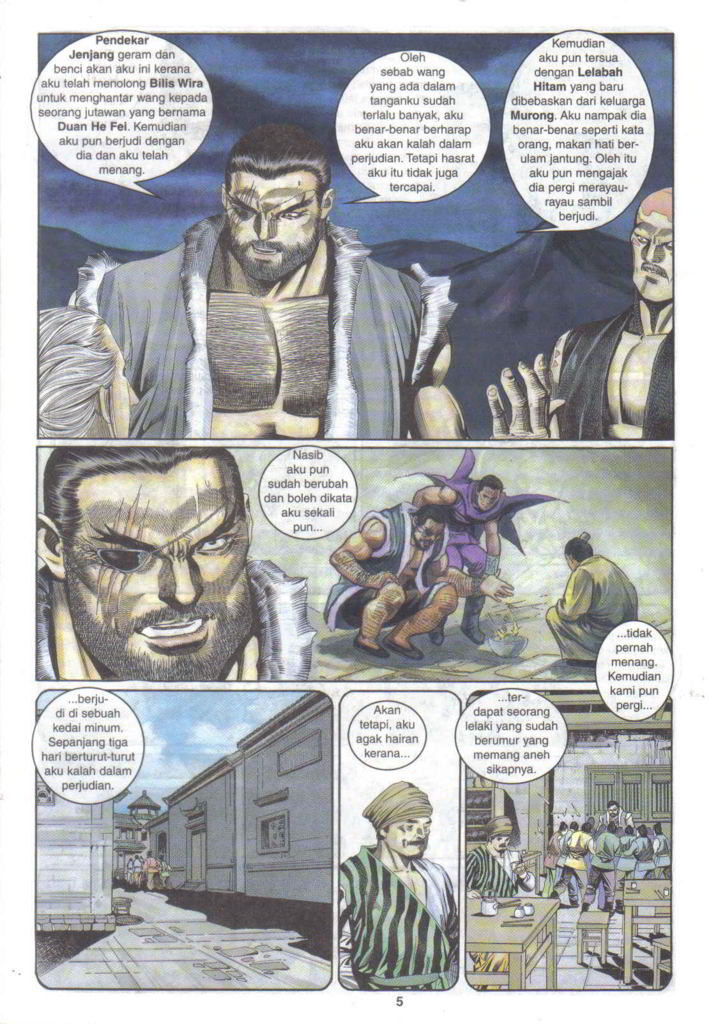 Pendekar
Jenjang geram dan
benci akan aku ini kerana
aku telah menolong Bilis Wira
untuk menghantar wang kepada
seorang jutawan yang bernama
Duan He Fei. Kemudian
aku pun berjudi dengan
dia dan aku telah
menang.
Oleh
sebab wang
yang ada dalam
tanganku sudah
terlalu banyak, aku
benar-benar berharap
aku akan kalah dalam
perjudian. Tetapi hasrat
aku itu tidak juga
tercapai.
Kemudian
aku pun tersua
dengan Lelabah
Hitam yang baru
dibebaskan dari keluarga
Murong. Aku nampak dia
benar-benar seperti kata
orang, makan hati ber-
ulam jantung. Oleh itu
aku pun mengajak
dia pergi merayau-
rayau sambil
berjudi.
Nasib
aku pun
sudah berubah
dan boleh dikata
aku sekali
pun...
...tidak
pernah
menang.
Kemudian
kami pun
pergi...
...berju-
di di sebuah
kedai minum.
Sepanjang tiga
hari berturut-turut
aku kalah dalam
perjudian.
Akan
tetapi, aku
agak hairan
kerana...
...ter-
dapat seorang
lelaki yang sudah
berumur yang
memang aneh
sikapnya.
5